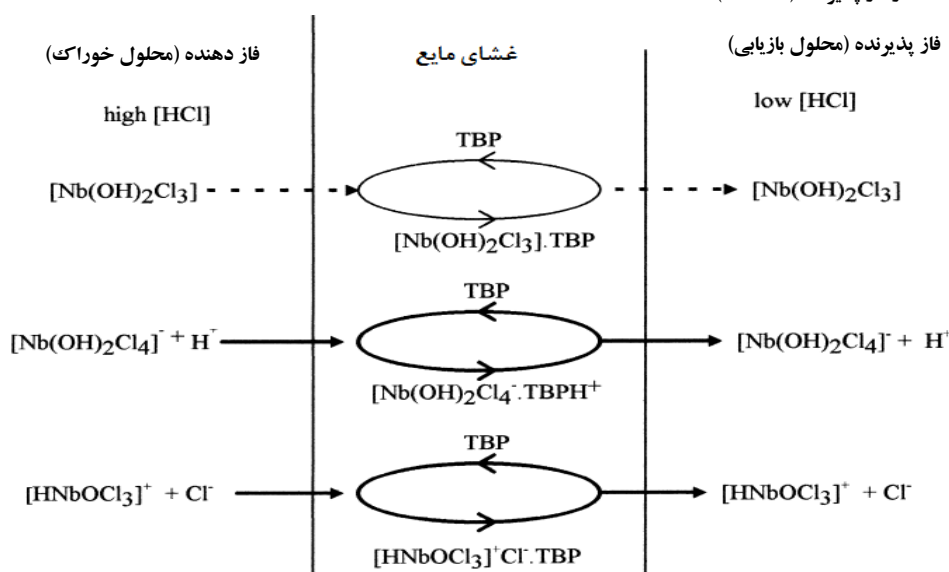 فاز پذیرنده (محلول بازیابی)
غشای مایع
فاز دهنده (محلول خوراک)
high [HCl]
low [HCl]
TBP
[Nb(OH)2Cl3]
[Nb(OH)2Cl3]
[Nb(OH)2Cl3].TBP
TBP
[Nb(OH)2Cl4]- + H+
[Nb(OH)2Cl4]- + H+
[Nb(OH)2Cl4-.TBPH+
TBP
[HNbOCl3]+ + Cl-
[HNbOCl3]+ + Cl-
[HNbOCl3]+Cl-.TBP